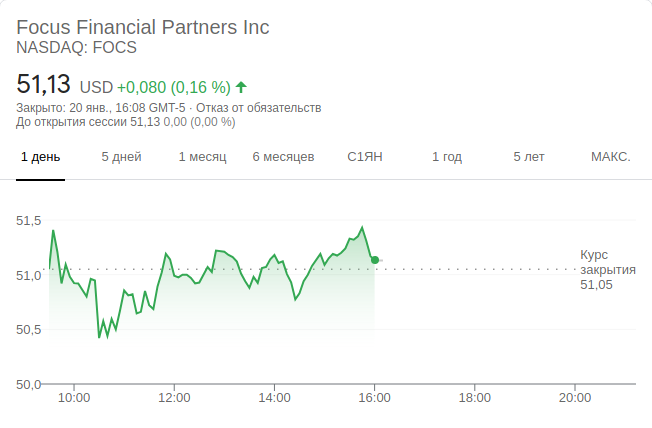 Focus Financial Partners Inc
NASDAQ: FOCS
51,13 USD +0,080 (0,16 %)
Закрыто: 20 янв., 16:08 GMT-5 · Отказ от обязательств
До открытия сессии 51,13 0,00 (0,00 %)
1 день 5 дней 1 месяц 6 месяцев С1ЯН 1 год 5 лет МАКС.
51,5
51,0
50,5
50,0
Курс
закрытия
51,05
10:00 12:00 14:00 16:00 18:00 20:00